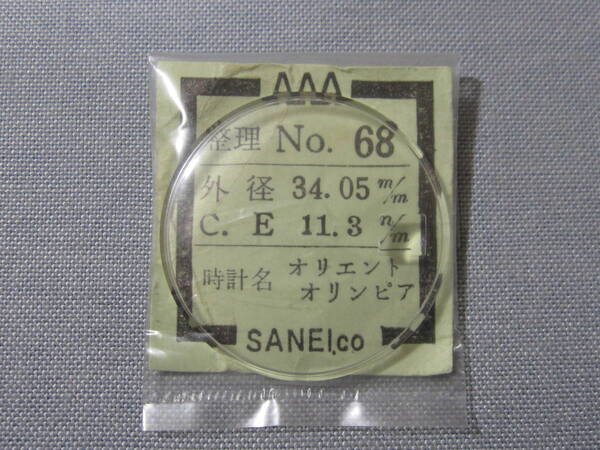 整理 No. 68
外径 34.05 m/m
C. E 11.3 n/m
時計名 オリエント
オリンピア
SANEI.co